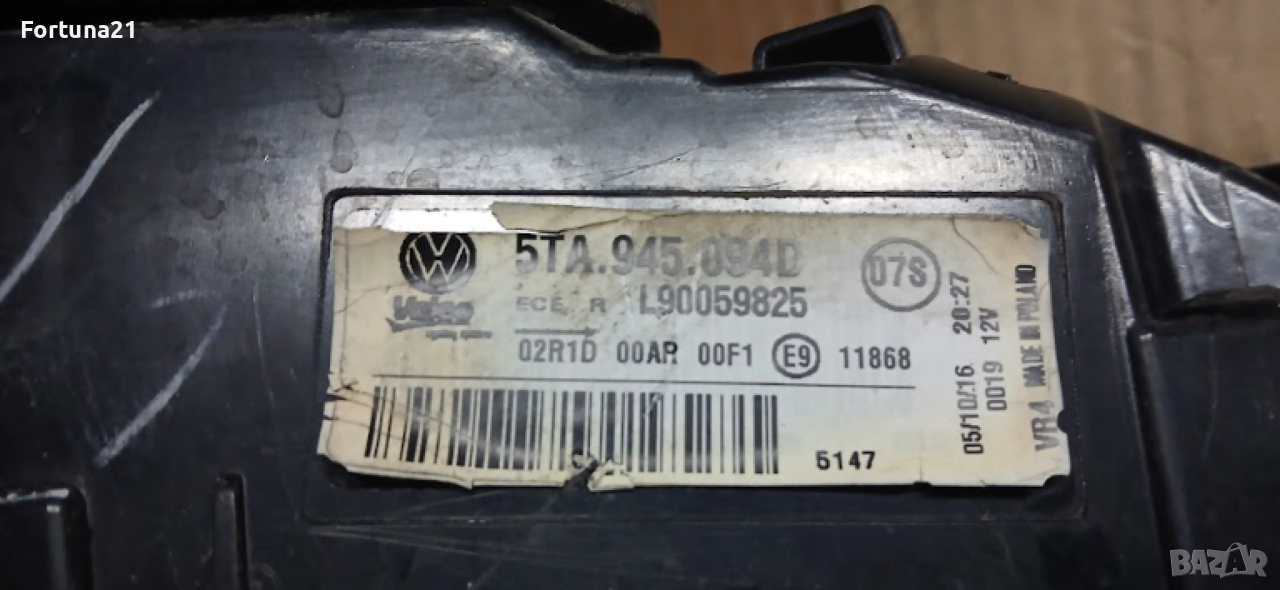 Fortuna21
5TA.945.094D
07S
Valeo
ECE R L90059825
02R1D 00AR 00F1 E9 11868
5147
05/10/16 20:27
0019 12V
VR4 MADE IN POLAND
BAZAR